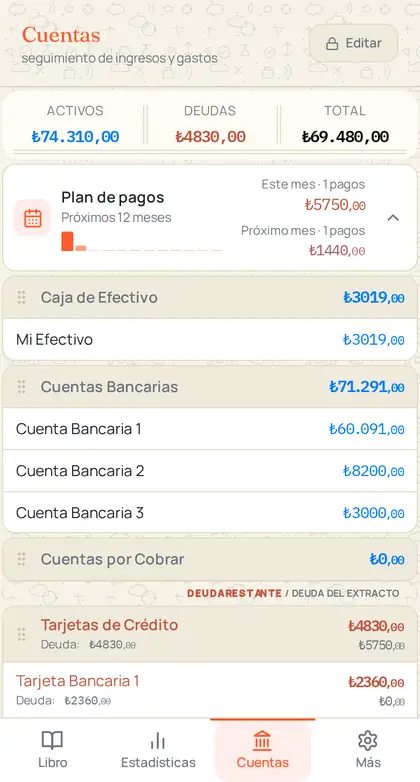 Cuentas
seguimiento de ingresos y gastos
Editar
ACTIVOS
₺74.310,00
DEUDAS
₺4830,00
TOTAL
₺69.480,00
Plan de pagos
Próximos 12 meses
Este mes · 1 pagos
₺5750,00
Próximo mes · 1 pagos
₺1440,00
Caja de Efectivo ₺3019,00
Mi Efectivo ₺3019,00
Cuentas Bancarias ₺71.291,00
Cuenta Bancaria 1 ₺60.091,00
Cuenta Bancaria 2 ₺8200,00
Cuenta Bancaria 3 ₺3000,00
Cuentas por Cobrar ₺0,00
DEUDA RESTANTE / DEUDA DEL EXTRACTO
Tarjetas de Crédito ₺4830,00
Deuda: ₺4830,00 ₺5750,00
Tarjeta Bancaria 1 ₺2360,00
Deuda: ₺2360,00 ₺0,00
Libro
Estadísticas
Cuentas
Más